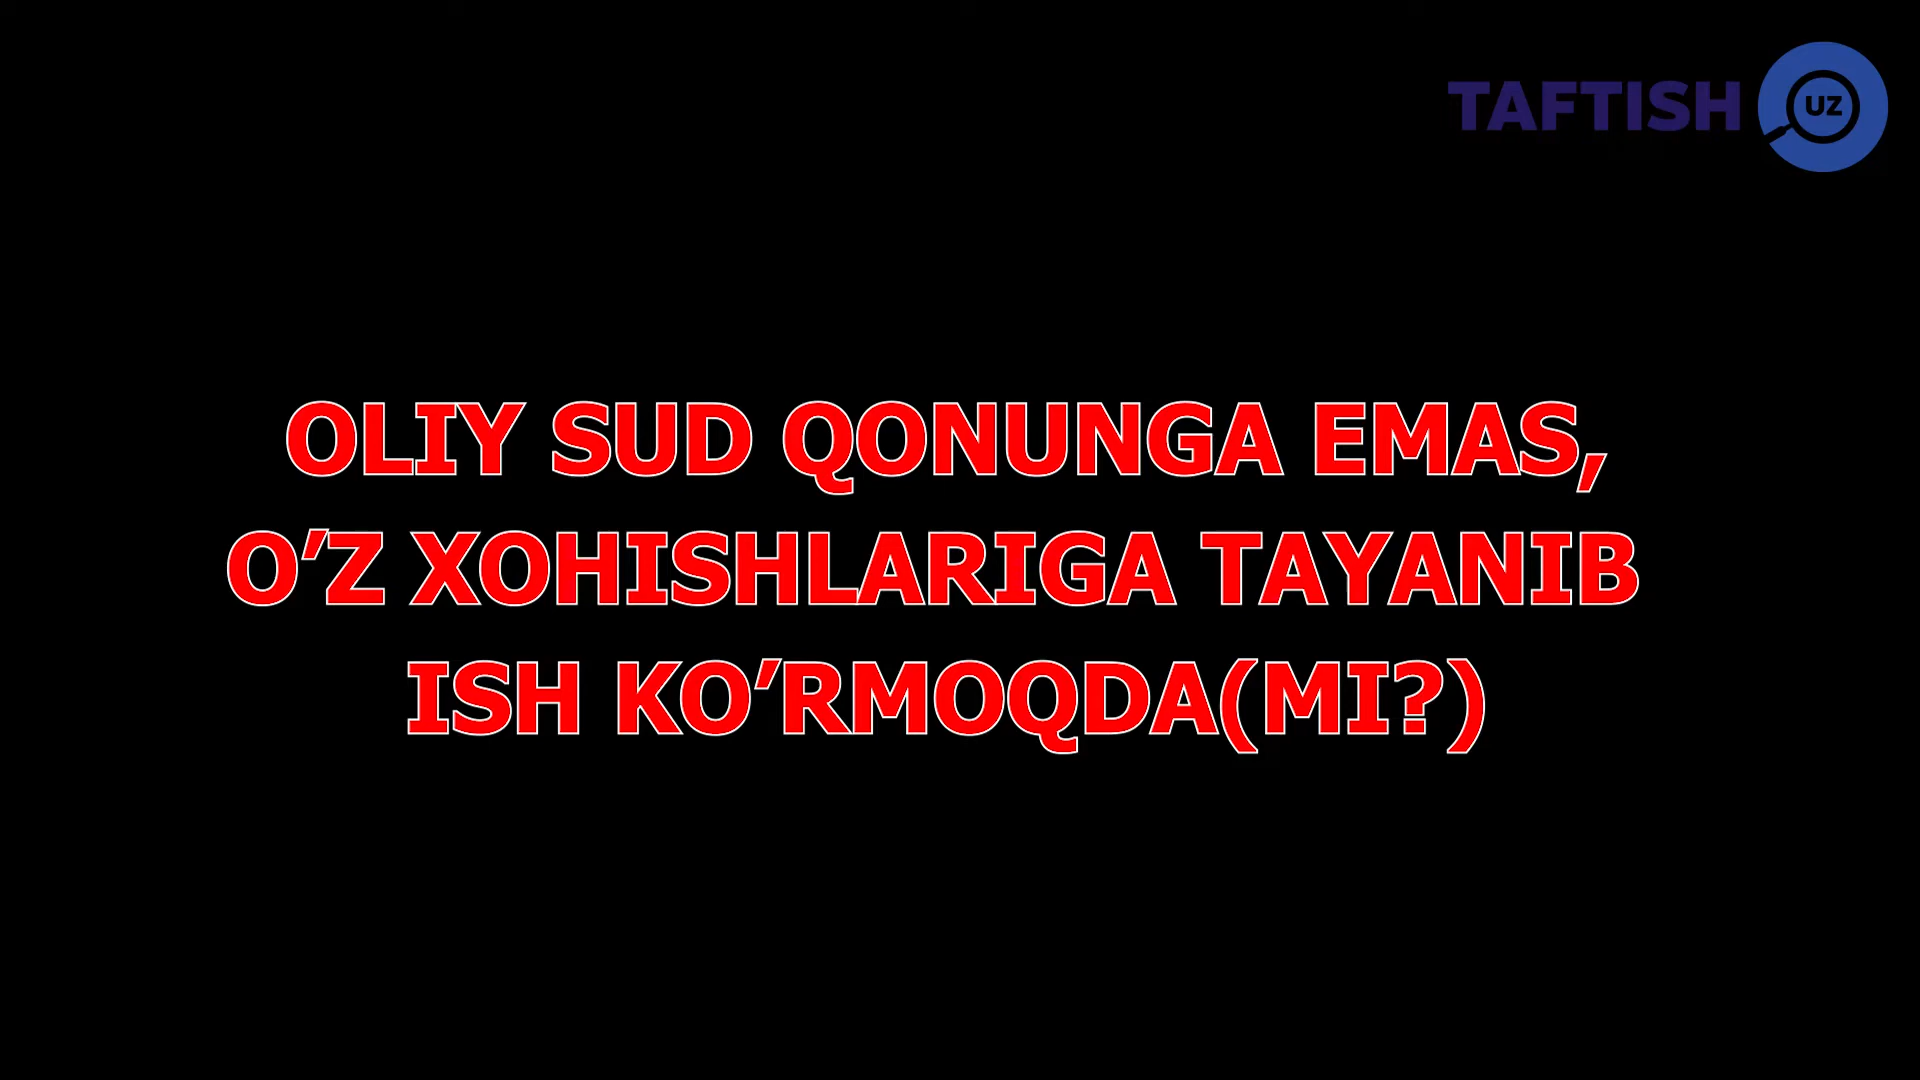 TAFTISH UZ
OLIY SUD QONUNGA EMAS,
O’Z XOHISHLARIGA TAYANIB
ISH KO’RMOQDA(MI?)